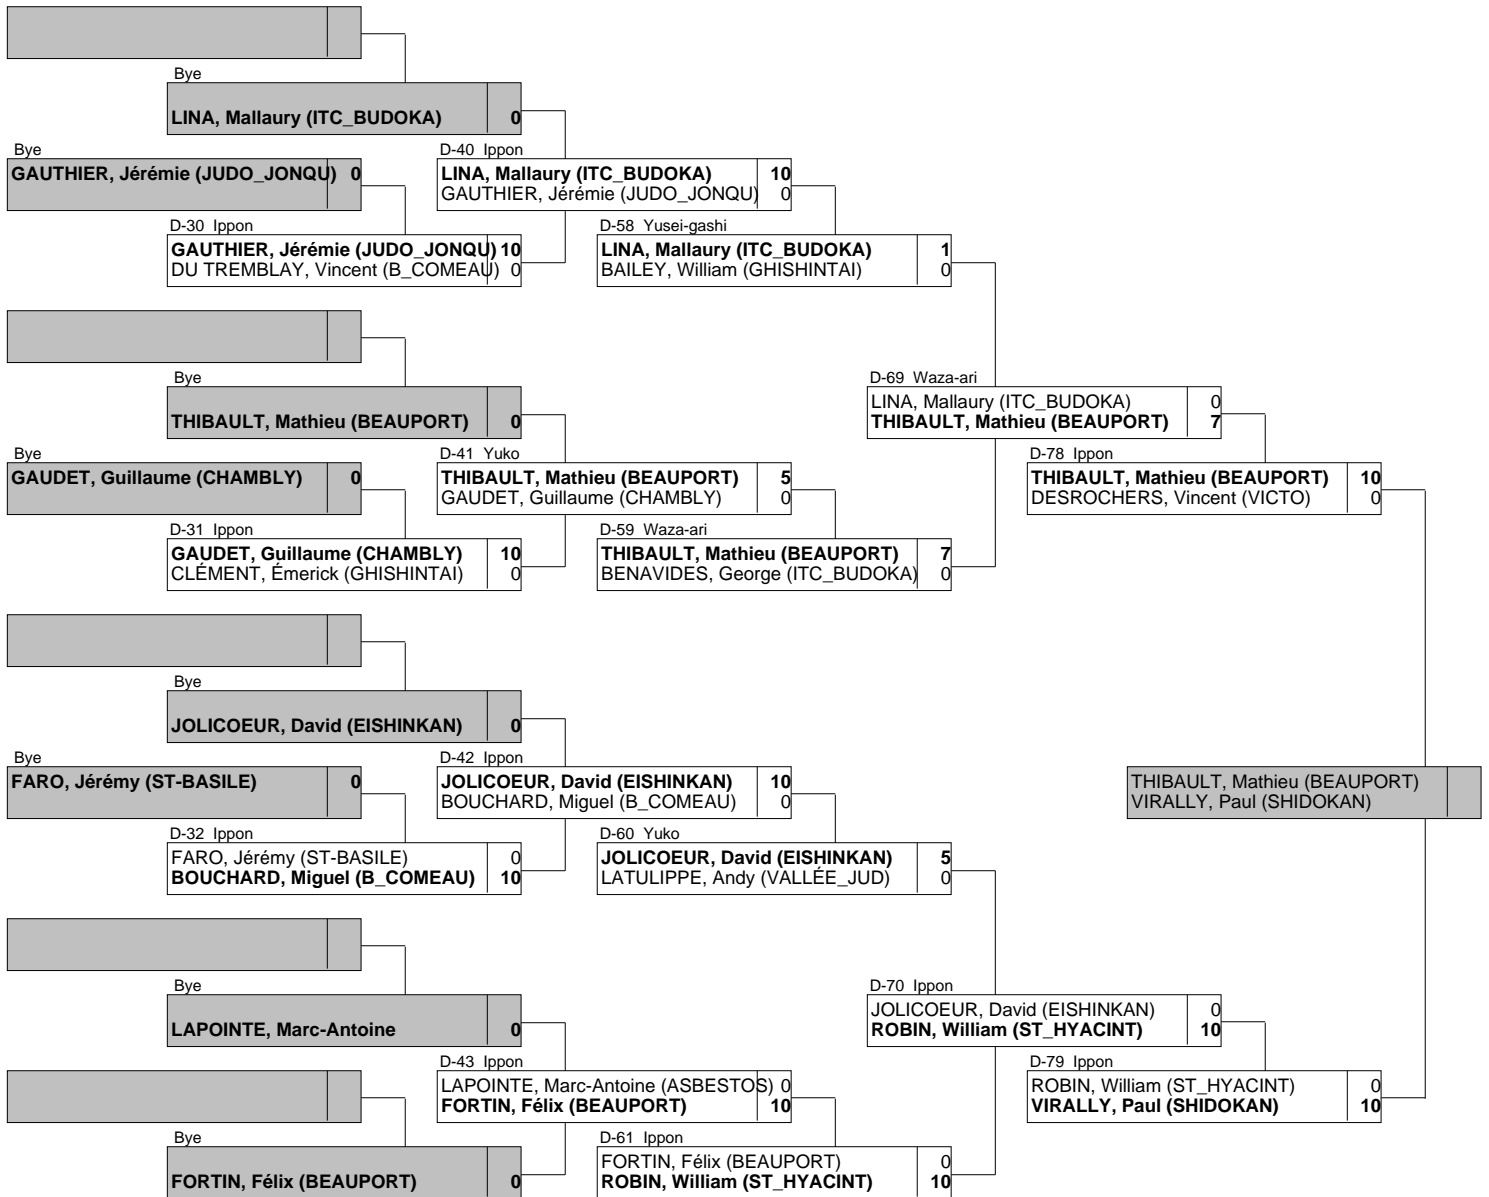 Bye
LINA, Mallaury (ITC_BUDOKA) 0
Bye
GAUTHIER, Jérémie (JUDO_JONQU) 0
D-40 Ippon
LINA, Mallaury (ITC_BUDOKA) 10
GAUTHIER, Jérémie (JUDO_JONQU) 0
D-30 Ippon
GAUTHIER, Jérémie (JUDO_JONQU) 10
DU TREMBLAY, Vincent (B_COMEAU) 0
D-58 Yusei-gashi
LINA, Mallaury (ITC_BUDOKA) 1
BAILEY, William (GHISHINTAI) 0
Bye
THIBAULT, Mathieu (BEAUPORT) 0
D-69 Waza-ari
LINA, Mallaury (ITC_BUDOKA) 0
THIBAULT, Mathieu (BEAUPORT) 7
Bye
GAUDET, Guillaume (CHAMBLY) 0
D-41 Yuko
THIBAULT, Mathieu (BEAUPORT) 5
GAUDET, Guillaume (CHAMBLY) 0
D-78 Ippon
THIBAULT, Mathieu (BEAUPORT) 10
DESROCHERS, Vincent (VICTO) 0
D-31 Ippon
GAUDET, Guillaume (CHAMBLY) 10
CLÉMENT, Émerick (GHISHINTAI) 0
D-59 Waza-ari
THIBAULT, Mathieu (BEAUPORT) 7
BENAVIDES, George (ITC_BUDOKA) 0
Bye
JOLICOEUR, David (EISHINKAN) 0
Bye
FARO, Jérémy (ST-BASILE) 0
D-42 Ippon
JOLICOEUR, David (EISHINKAN) 10
BOUCHARD, Miguel (B_COMEAU) 0
THIBAULT, Mathieu (BEAUPORT)
VIRALLY, Paul (SHIDOKAN)
D-32 Ippon
FARO, Jérémy (ST-BASILE) 0
BOUCHARD, Miguel (B_COMEAU) 10
D-60 Yuko
JOLICOEUR, David (EISHINKAN) 5
LATULIPPE, Andy (VALLÉE_JUD) 0
Bye
LAPOINTE, Marc-Antoine 0
D-70 Ippon
JOLICOEUR, David (EISHINKAN) 0
ROBIN, William (ST_HYACINT) 10
D-43 Ippon
LAPOINTE, Marc-Antoine (ASBESTOS) 0
FORTIN, Félix (BEAUPORT) 10
D-79 Ippon
ROBIN, William (ST_HYACINT) 0
VIRALLY, Paul (SHIDOKAN) 10
Bye
FORTIN, Félix (BEAUPORT) 0
D-61 Ippon
FORTIN, Félix (BEAUPORT) 0
ROBIN, William (ST_HYACINT) 10